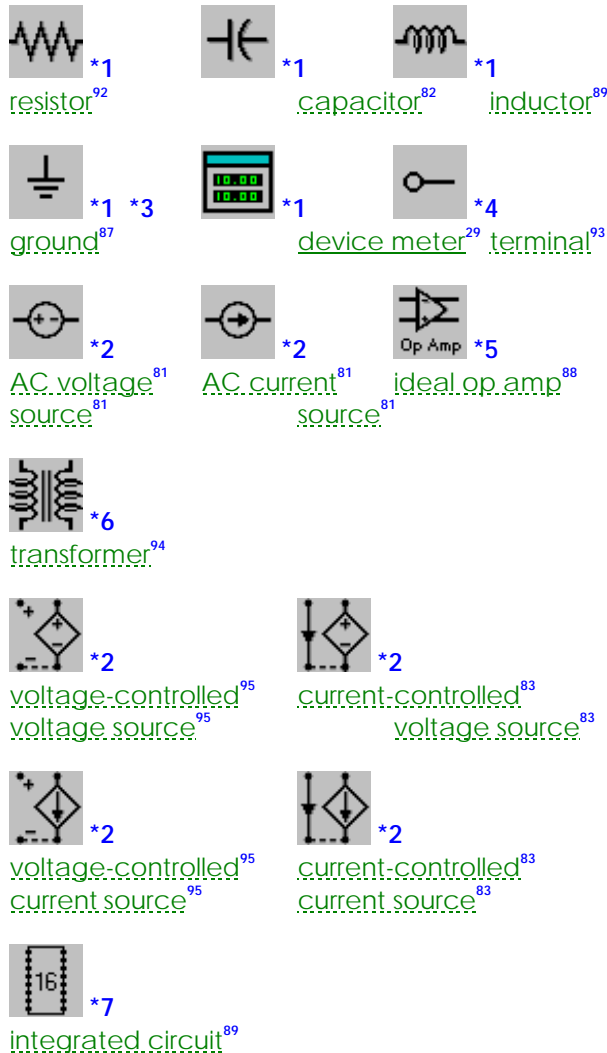 *1 *1 *1
resistor92 capacitor82 inductor89
10.00
10.00
*1 *3 *1 *4
ground87 device meter29 terminal93
Op Amp
*2 *2 *5
AC voltage81 AC current81 ideal op amp88
source81 source81
*6
transformer94
*2 *2
voltage-controlled95 current-controlled83
voltage source95 voltage source83
*2 *2
voltage-controlled95 current-controlled83
current source95 current source83
16
*7
integrated circuit89